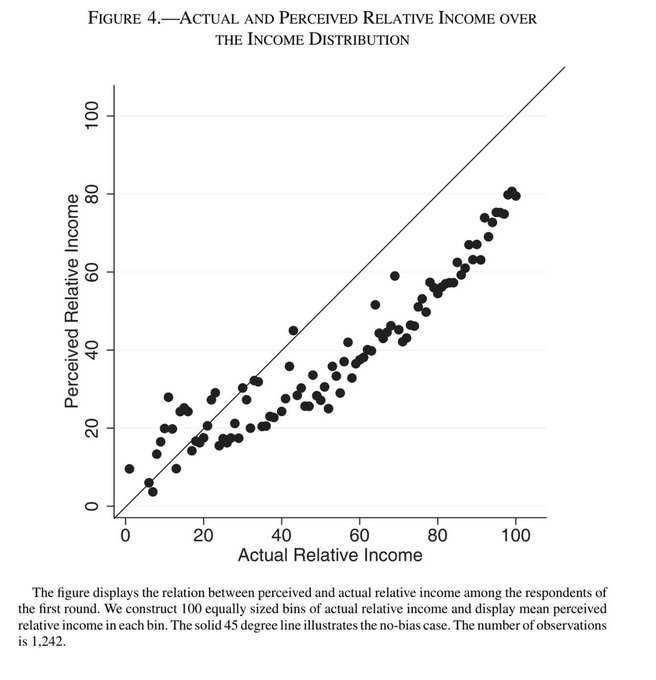 FIGURE 4.—ACTUAL AND PERCEIVED RELATIVE INCOME OVER
THE INCOME DISTRIBUTION
100
80
60
40
20
0
Perceived Relative Income
0 20 40 60 80 100
Actual Relative Income
The figure displays the relation between perceived and actual relative income among the respondents of
the first round. We construct 100 equally sized bins of actual relative income and display mean perceived
relative income in each bin. The solid 45 degree line illustrates the no-bias case. The number of observations
is 1,242.